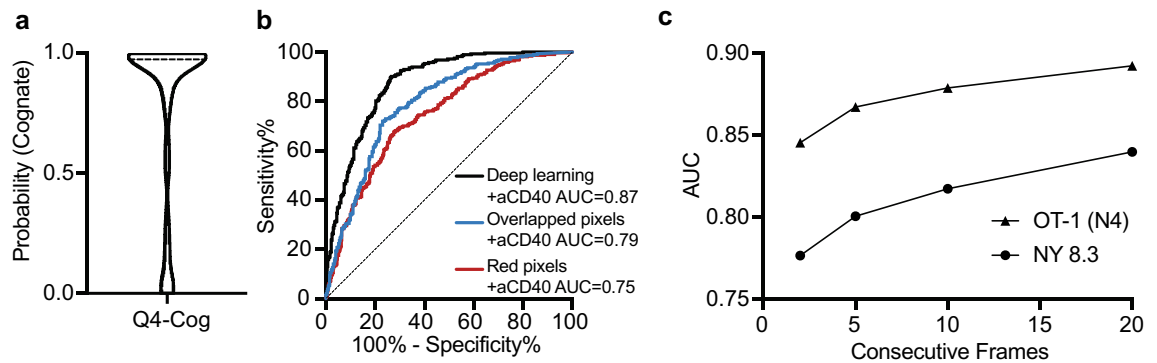 a
Probability (Cognate)
1.0
0.5
0.0
Q4-Cog
b
Sensitivity%
100
80
60
40
20
0
Deep learning
+aCD40 AUC=0.87
Overlapped pixels
+aCD40 AUC=0.79
Red pixels
+aCD40 AUC=0.75
0 20 40 60 80 100
100% - Specificity%
c
AUC
0.90
0.85
0.80
0.75
OT-1 (N4)
NY 8.3
0 5 10 15 20
Consecutive Frames